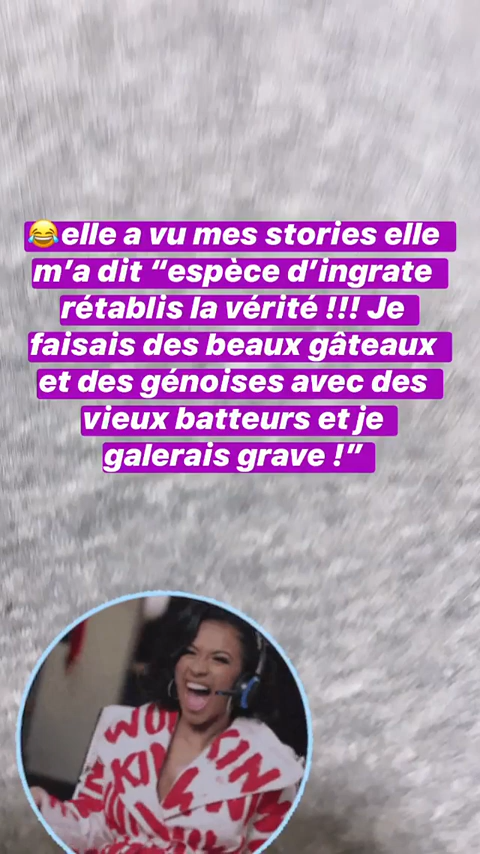 😂elle a vu mes stories elle
m’a dit “espèce d’ingrate
rétablis la vérité !!! Je
faisais des beaux gâteaux
et des génoises avec des
vieux batteurs et je
galerais grave !”